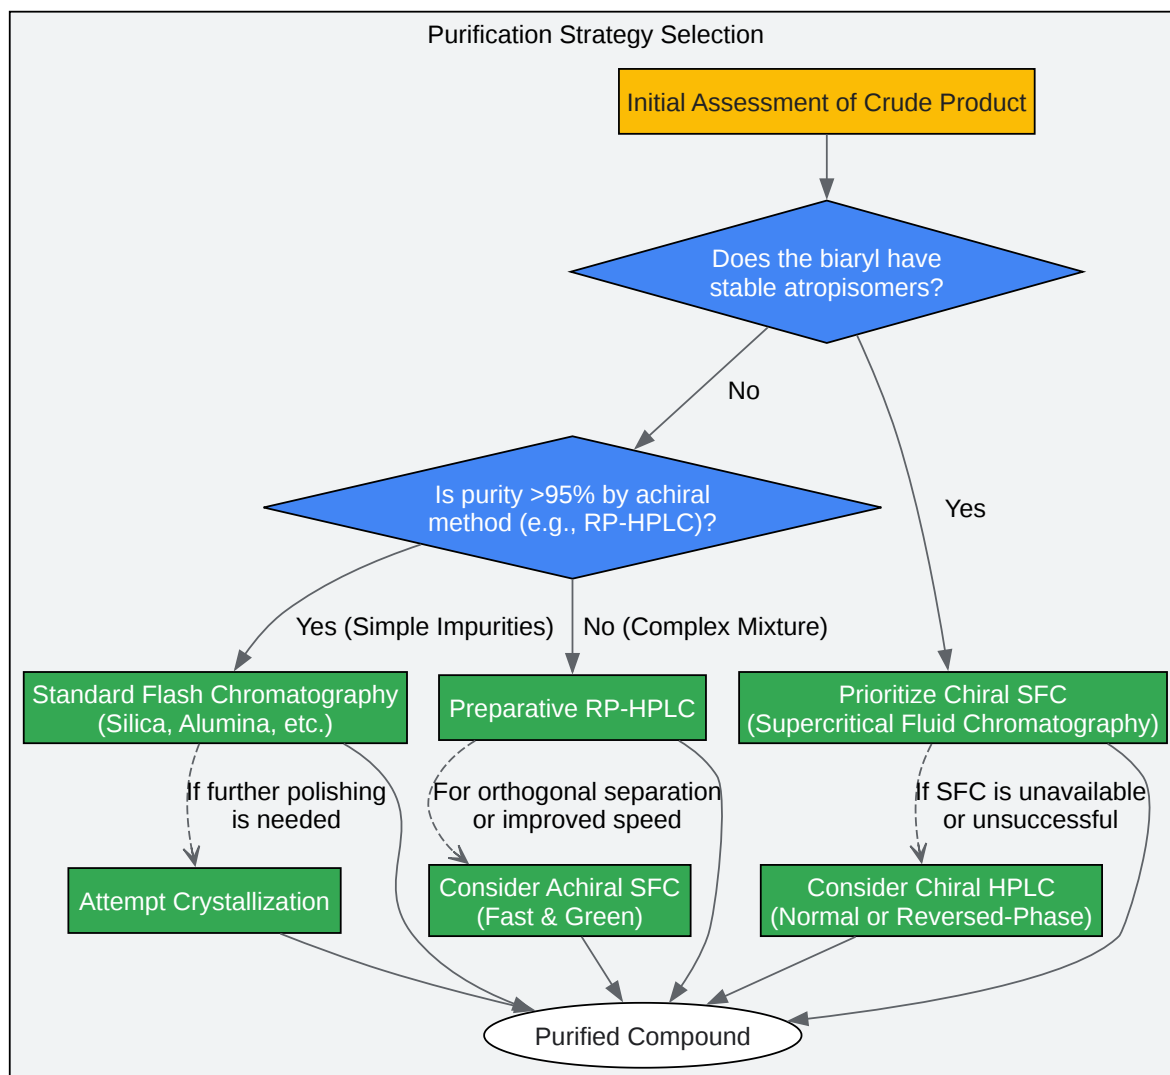 Purification Strategy Selection
Initial Assessment of Crude Product
Does the biaryl have
stable atropisomers?
No
Yes
Is purity >95% by achiral
method (e.g., RP-HPLC)?
Yes (Simple Impurities)
No (Complex Mixture)
Standard Flash Chromatography
(Silica, Alumina, etc.)
Preparative RP-HPLC
Prioritize Chiral SFC
(Supercritical Fluid Chromatography)
If further polishing
is needed
For orthogonal separation
or improved speed
If SFC is unavailable
or unsuccessful
Attempt Crystallization
Consider Achiral SFC
(Fast & Green)
Consider Chiral HPLC
(Normal or Reversed-Phase)
Purified Compound